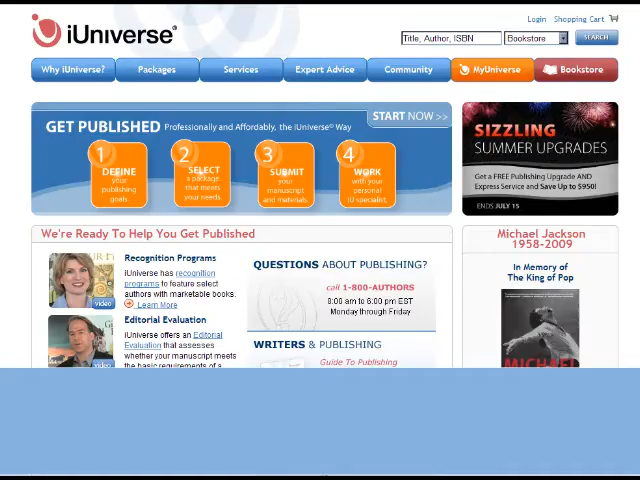 Login Shopping Cart
iUniverse®
Title, Author, ISBN Bookstore SEARCH
Why iUniverse? Packages Services Expert Advice Community MyUniverse Bookstore
GET PUBLISHED Professionally and Affordably, the iUniverse® Way
START NOW >>
1
DEFINE
your
publishing
goals.
2
SELECT
a package
that meets
your needs.
3
SUBMIT
your
manuscript
and materials.
4
WORK
with your
personal
iU specialist.
SIZZLING
SUMMER UPGRADES
Get a FREE Publishing Upgrade AND
Express Service and Save Up to $950!
ENDS JULY 15
We're Ready To Help You Get Published
Recognition Programs
iUniverse has recognition
programs to feature select
authors with marketable books.
Learn More
video
Editorial Evaluation
iUniverse offers an Editorial
Evaluation that assesses
whether your manuscript meets
the basic requirements of a
video
QUESTIONS ABOUT PUBLISHING?
call 1-800-AUTHORS
8:00 am to 6:00 pm EST
Monday through Friday
WRITERS & PUBLISHING
Guide To Publishing
Michael Jackson
1958-2009
In Memory of
The King of Pop
MICHAEL